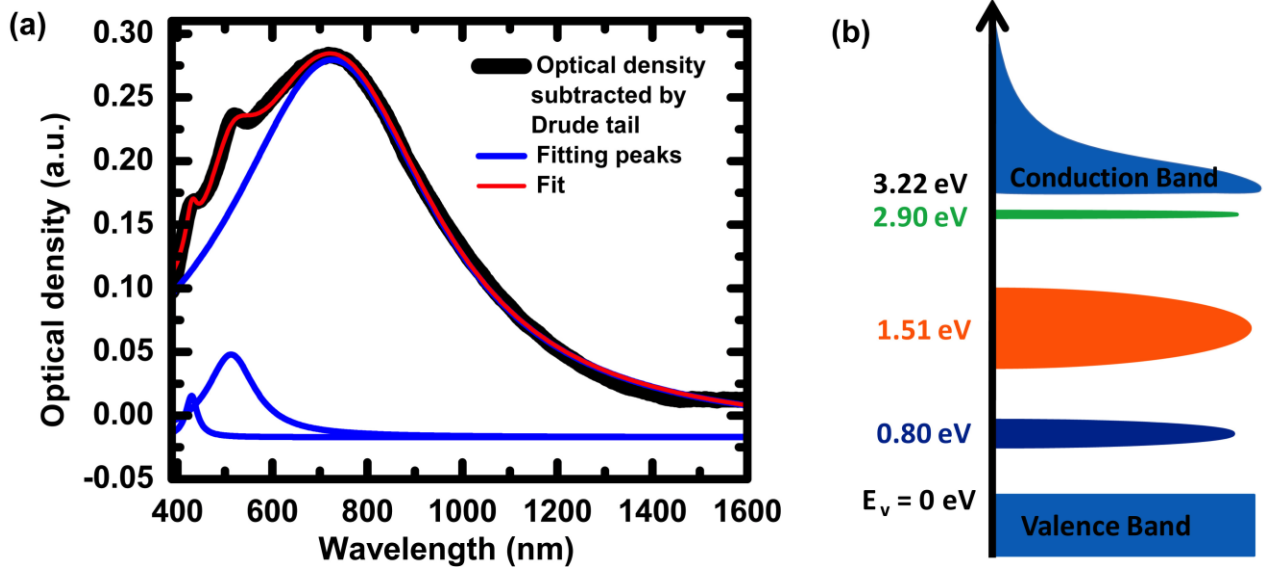 (a)
0.30
0.25
0.20
0.15
0.10
0.05
0.00
-0.05
Optical density (a.u.)
Optical density
subtracted by
Drude tail
Fitting peaks
Fit
400 600 800 1000 1200 1400 1600
Wavelength (nm)
(b)
3.22 eV
Conduction Band
2.90 eV
1.51 eV
0.80 eV
Ev = 0 eV
Valence Band